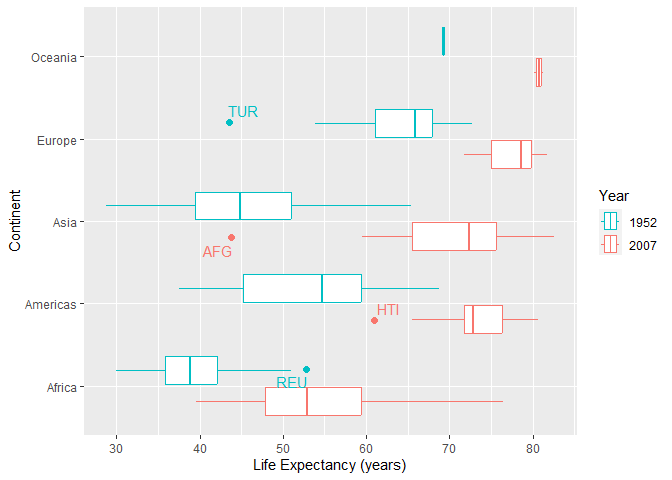 Oceania
TUR
Europe
Asia
AFG
Americas
HTI
REU
Africa
30 40 50 60 70 80
Life Expectancy (years)
Continent
Year
1952
2007